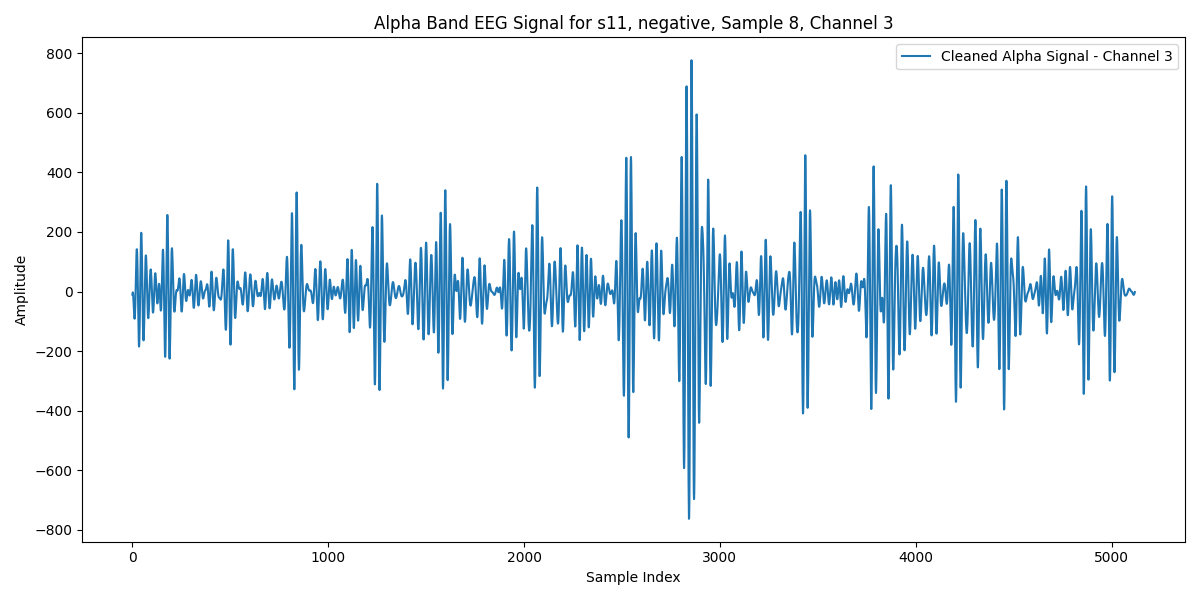 Alpha Band EEG Signal for s11, negative, Sample 8, Channel 3
Cleaned Alpha Signal - Channel 3
Amplitude
800
600
400
200
0
−200
−400
−600
−800
0 1000 2000 3000 4000 5000
Sample Index